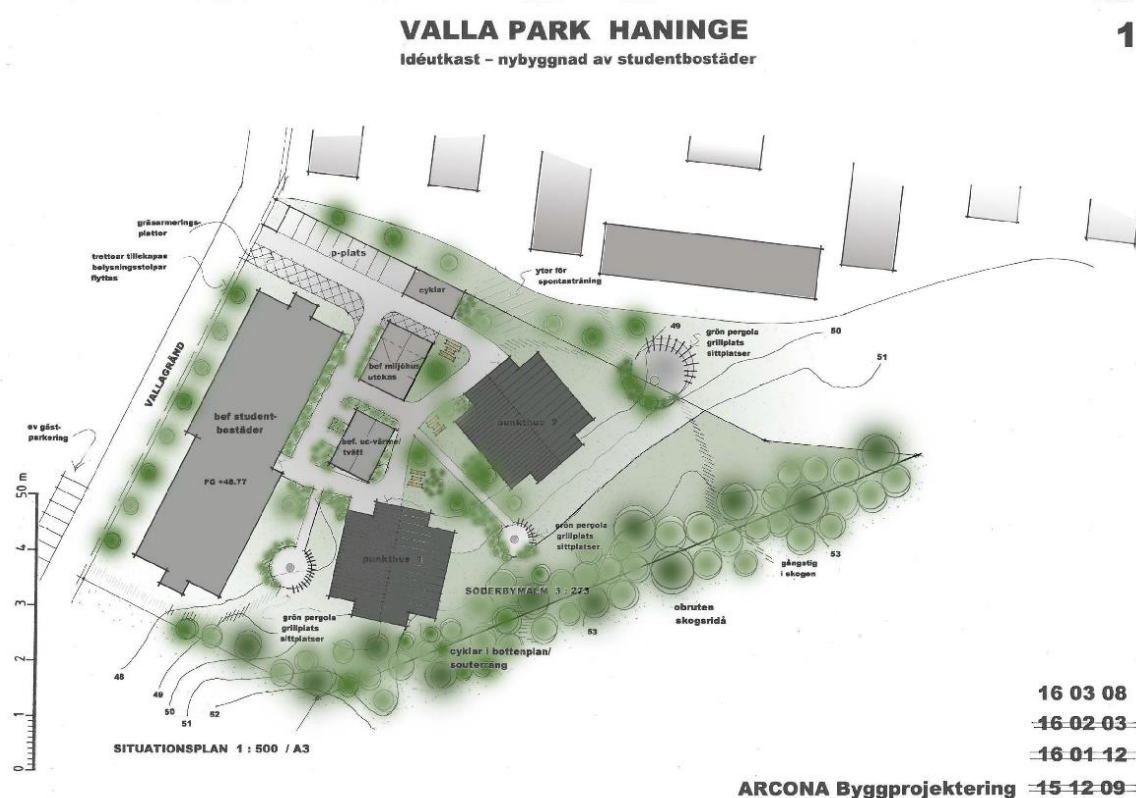 VALLA PARK HANINGE
Idéutkast – nybyggnad av studentbostäder
1
gräsarmerings-
plattor
trottoar tillskapas
belysningsstolpar
flyttas
p-plats
cyklar
ytor för
spontanträning
49
grön pergola
grillplats
sittplatser
50
51
VALLAGRÄND
bef miljöhus
utökas
bef student-
bostäder
bef. uc-värme/
tvätt
punkthus 2
ev gäst-
parkering
FG +48.77
50 m
4
3
2
1
0
grön pergola
grillplats
sittplatser
punkthus 1
53
gångstig
i skogen
SÖDERBYMALM 3 : 273
obruten
skogsridå
grön pergola
grillplats
sittplatser
53
cyklar i bottenplan/
souterräng
48
49
50
51
52
SITUATIONSPLAN 1 : 500 / A3
16 03 08
16 02 03
16 01 12
ARCONA Byggprojektering 15 12 09